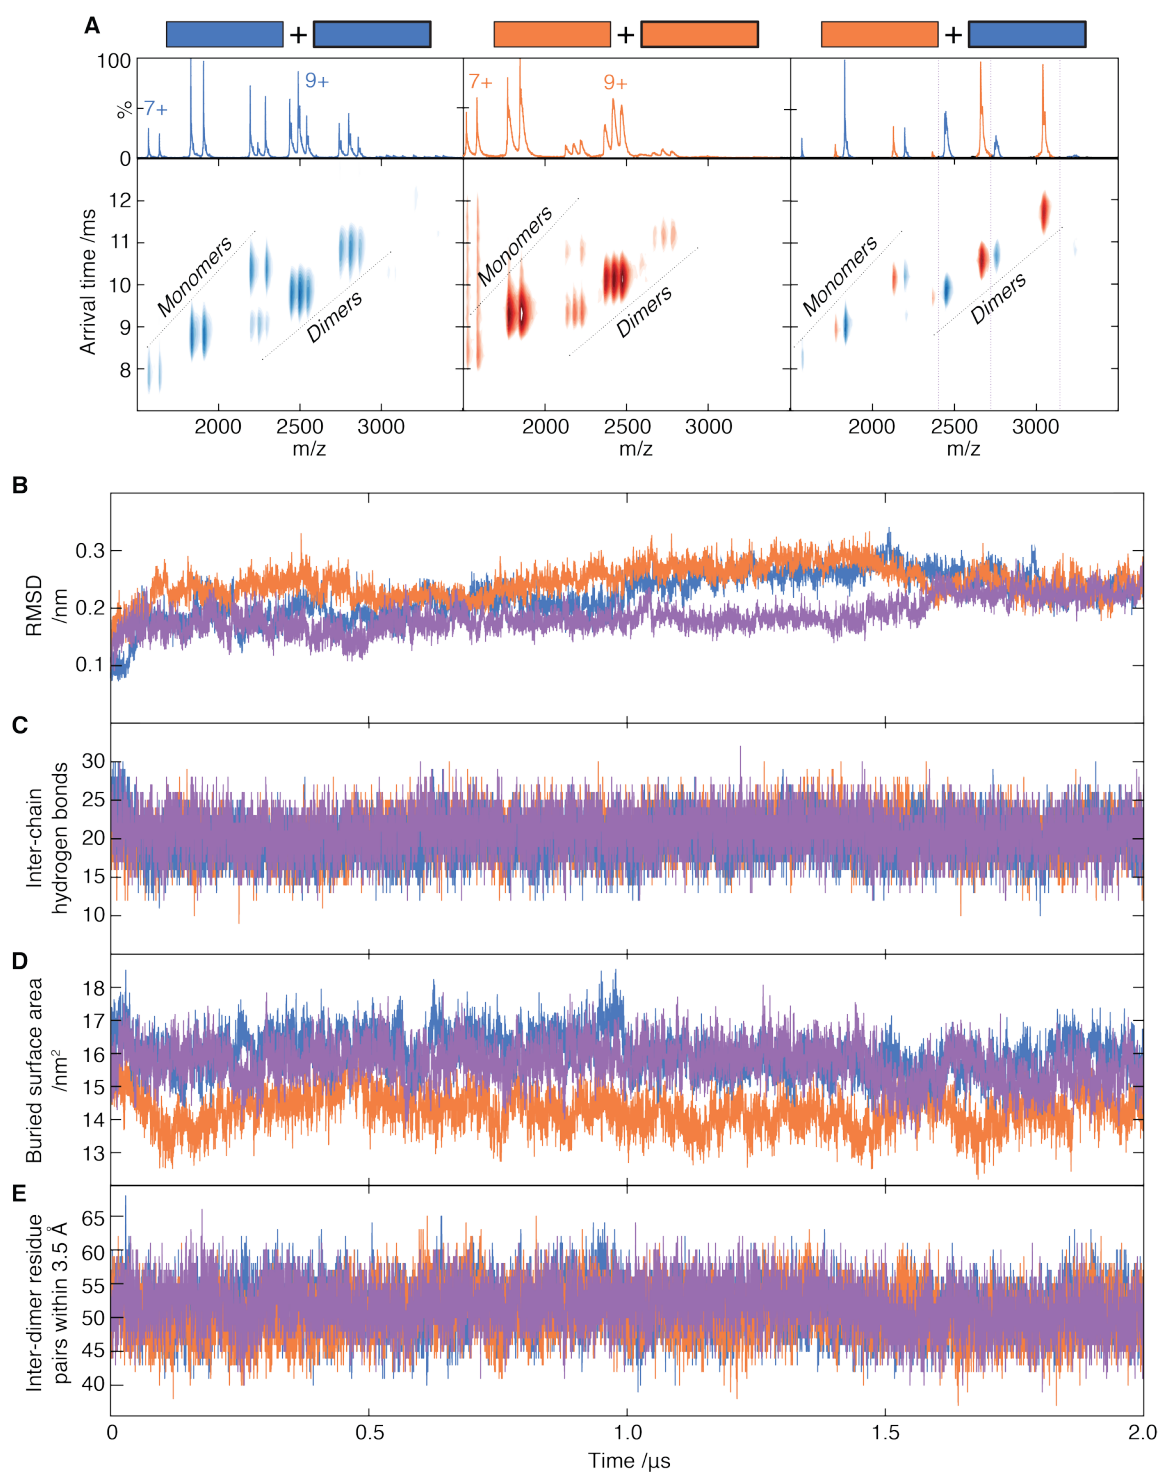 A
+
+
+
100
%
0
7+
9+
7+
9+
12
11
10
9
8
Arrival time /ms
Monomers
Dimers
Monomers
Dimers
Monomers
Dimers
2000 2500 3000
2000 2500 3000
2000 2500 3000
m/z
m/z
m/z
B
0.3
0.2
0.1
RMSD
/nm
C
30
25
20
15
10
Inter-chain
hydrogen bonds
D
18
17
16
15
14
13
Buried surface area
/nm²
E
65
60
55
50
45
40
Inter-dimer residue
pairs within 3.5 Å
0 0.5 1.0 1.5 2.0
Time /µs